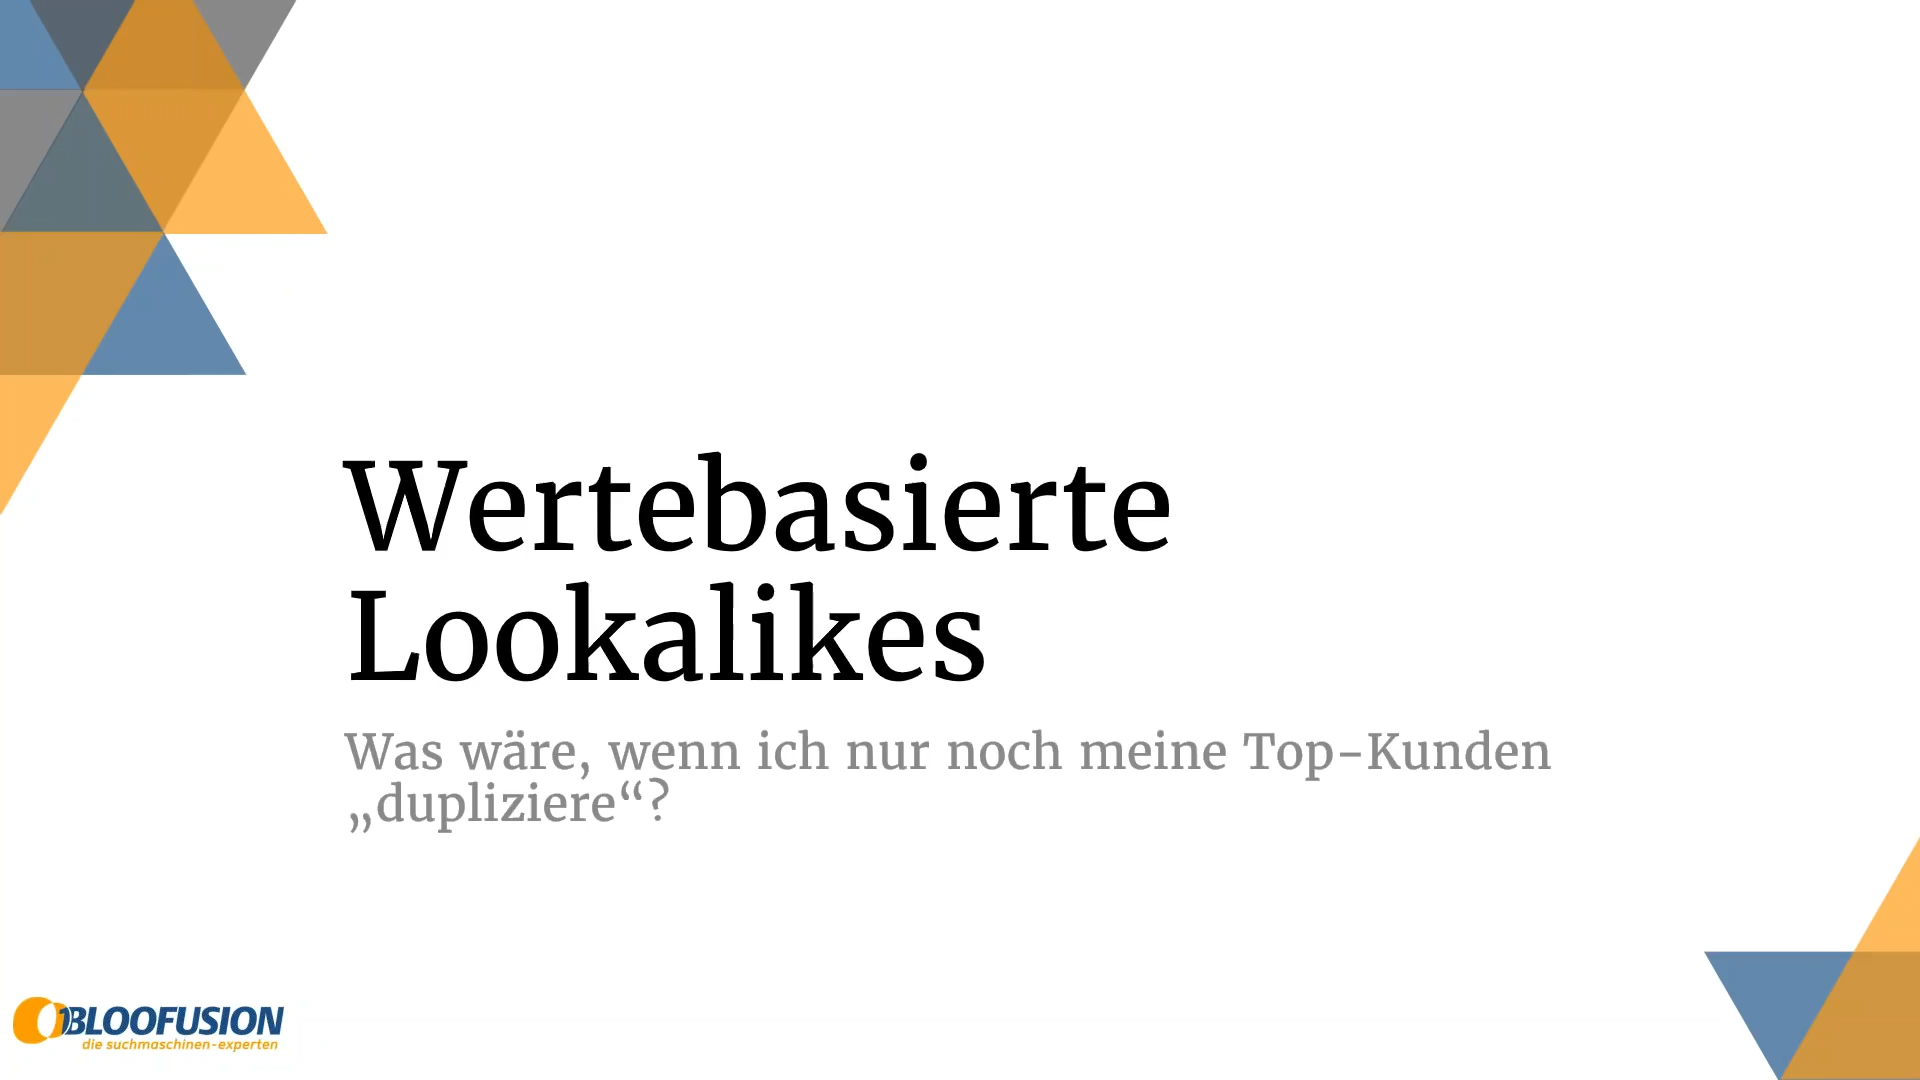 Wertebasierte
Lookalikes
Was wäre, wenn ich nur noch meine Top-Kunden
„dupliziere“?
BLOOFUSION
die suchmaschinen-experten